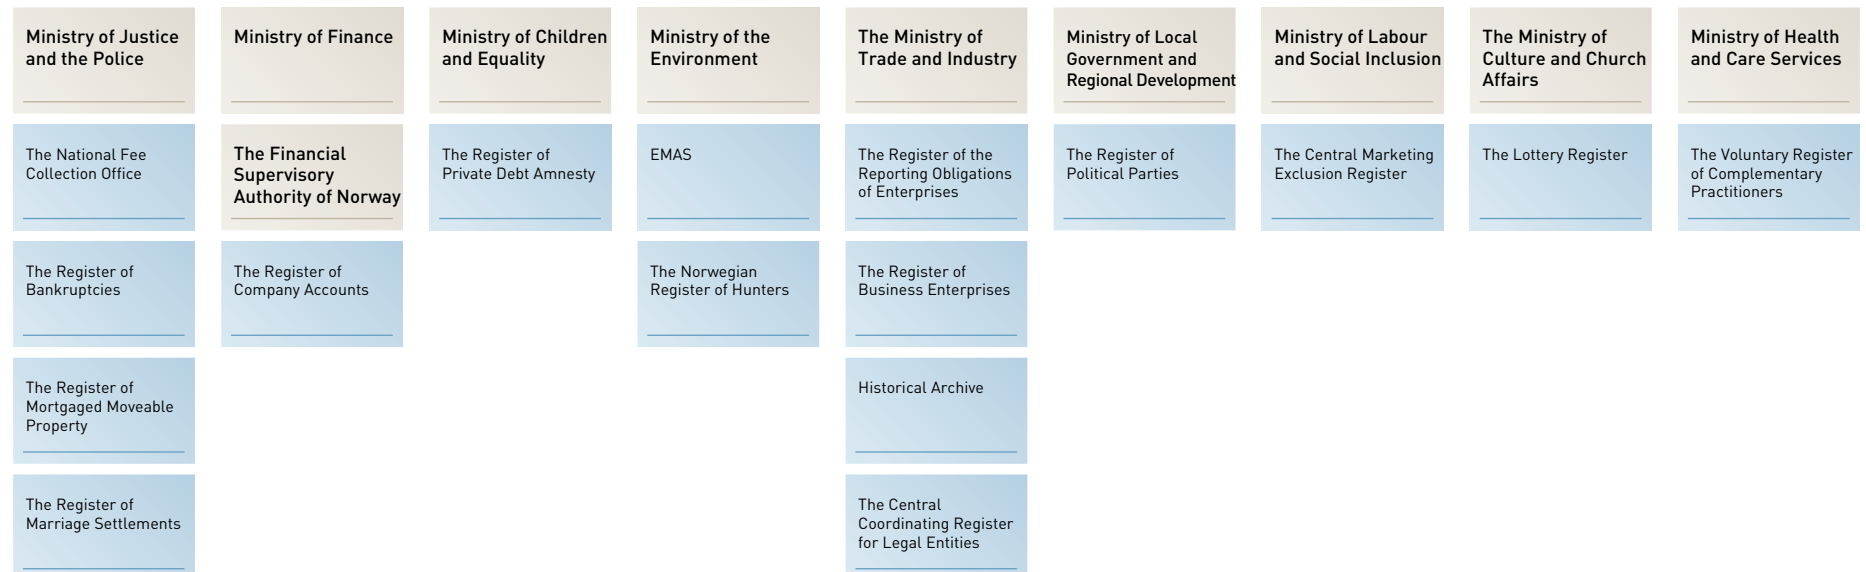 Ministry of Justice
and the Police
Ministry of Finance
Ministry of Children
and Equality
Ministry of the
Environment
The Ministry of
Trade and Industry
Ministry of Local
Government and
Regional Development
Ministry of Labour
and Social Inclusion
The Ministry of
Culture and Church
Affairs
Ministry of Health
and Care Services
The National Fee
Collection Office
The Financial
Supervisory
Authority of Norway
The Register of
Private Debt Amnesty
EMAS
The Register of the
Reporting Obligations
of Enterprises
The Register of
Political Parties
The Central Marketing
Exclusion Register
The Lottery Register
The Voluntary Register
of Complementary
Practitioners
The Register of
Bankruptcies
The Register of
Company Accounts
The Norwegian
Register of Hunters
The Register of
Business Enterprises
The Register of
Mortgaged Moveable
Property
Historical Archive
The Register of
Marriage Settlements
The Central
Coordinating Register
for Legal Entities